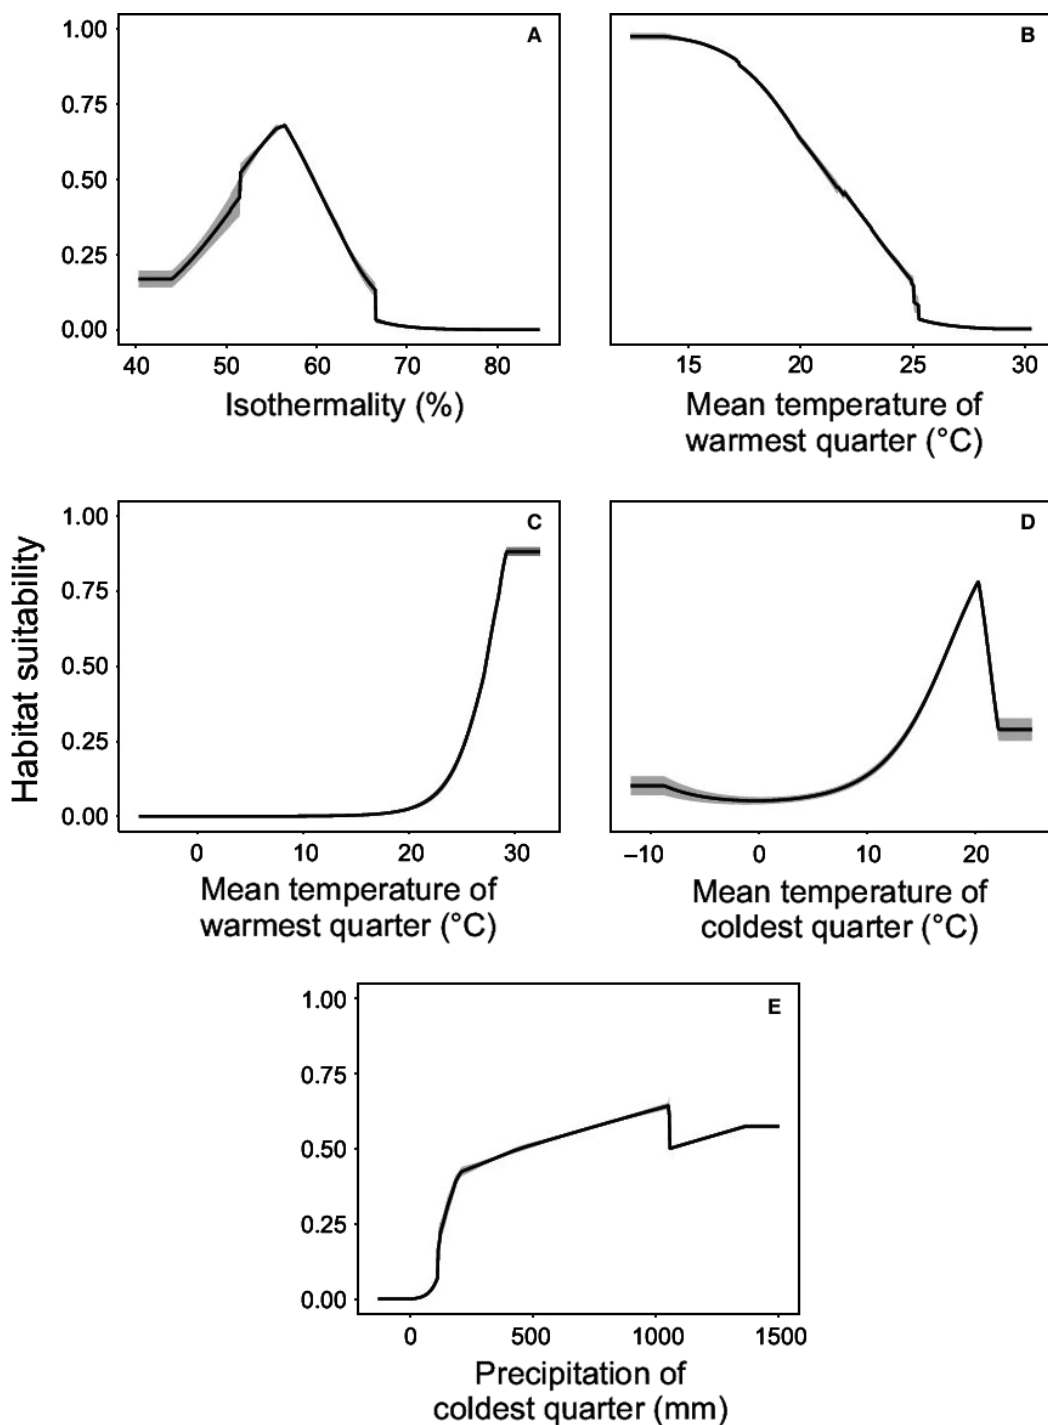 Habitat suitability
A
1.00
0.75
0.50
0.25
0.00
40 50 60 70 80
Isothermality (%)
B
15 20 25 30
Mean temperature of
warmest quarter (°C)
C
1.00
0.75
0.50
0.25
0.00
0 10 20 30
Mean temperature of
warmest quarter (°C)
D
–10 0 10 20
Mean temperature of
coldest quarter (°C)
E
1.00
0.75
0.50
0.25
0.00
0 500 1000 1500
Precipitation of
coldest quarter (mm)